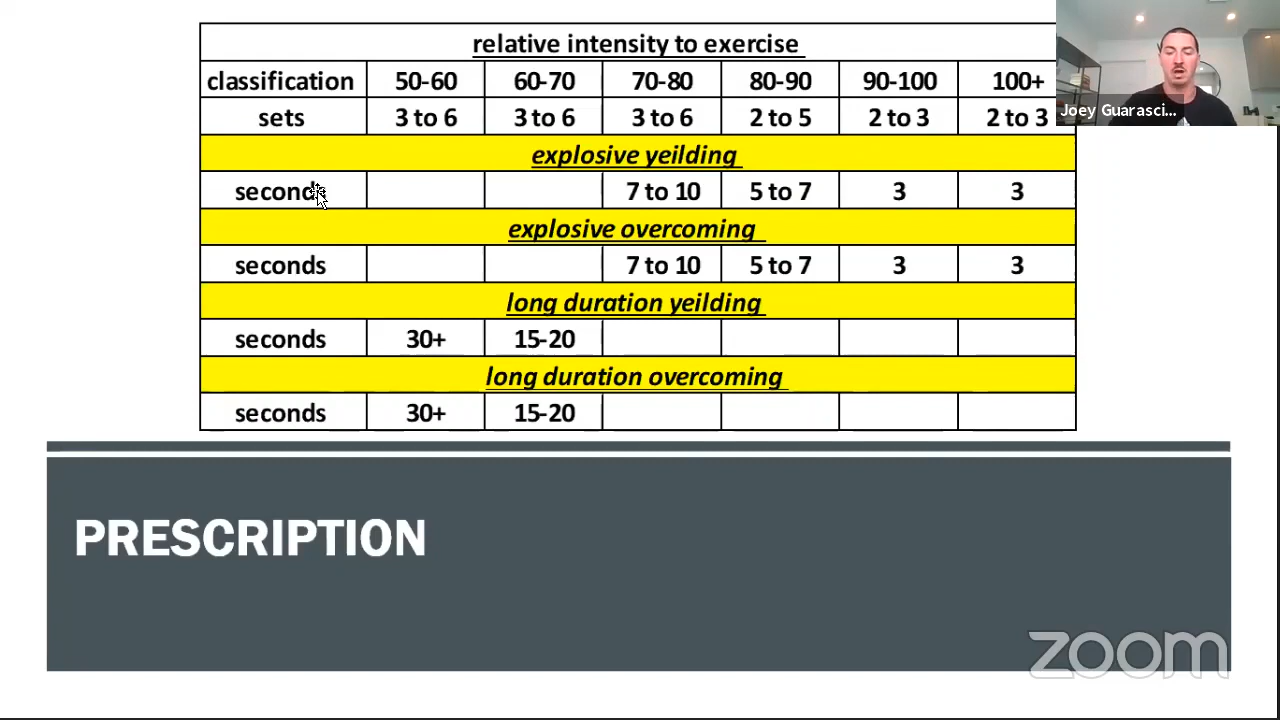 relative intensity to exercise
classification 50-60 60-70 70-80 80-90 90-100 100+
sets 3 to 6 3 to 6 3 to 6 2 to 5 2 to 3 2 to 3
explosive yeilding
seconds 7 to 10 5 to 7 3 3
explosive overcoming
seconds 7 to 10 5 to 7 3 3
long duration yeilding
seconds 30+ 15-20
long duration overcoming
seconds 30+ 15-20
Joey Guarasci...
PRESCRIPTION
zoom